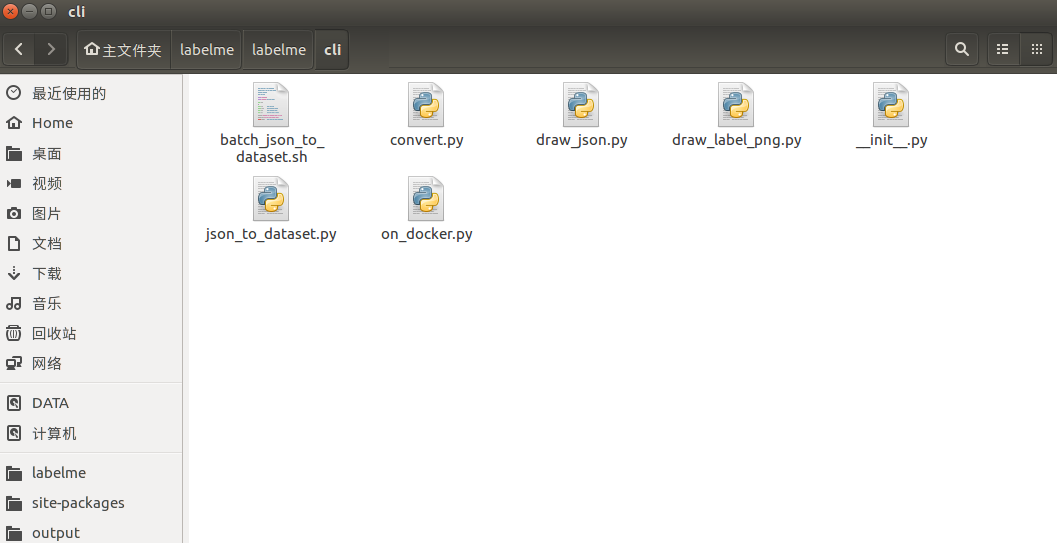 cli
主文件夹 labelme labelme cli
最近使用的
Home
桌面
视频
图片
文档
下载
音乐
回收站
网络
DATA
计算机
labelme
site-packages
output
batch_json_to_
dataset.sh
convert.py
draw_json.py
draw_label_png.py
__init__.py
json_to_dataset.py
on_docker.py